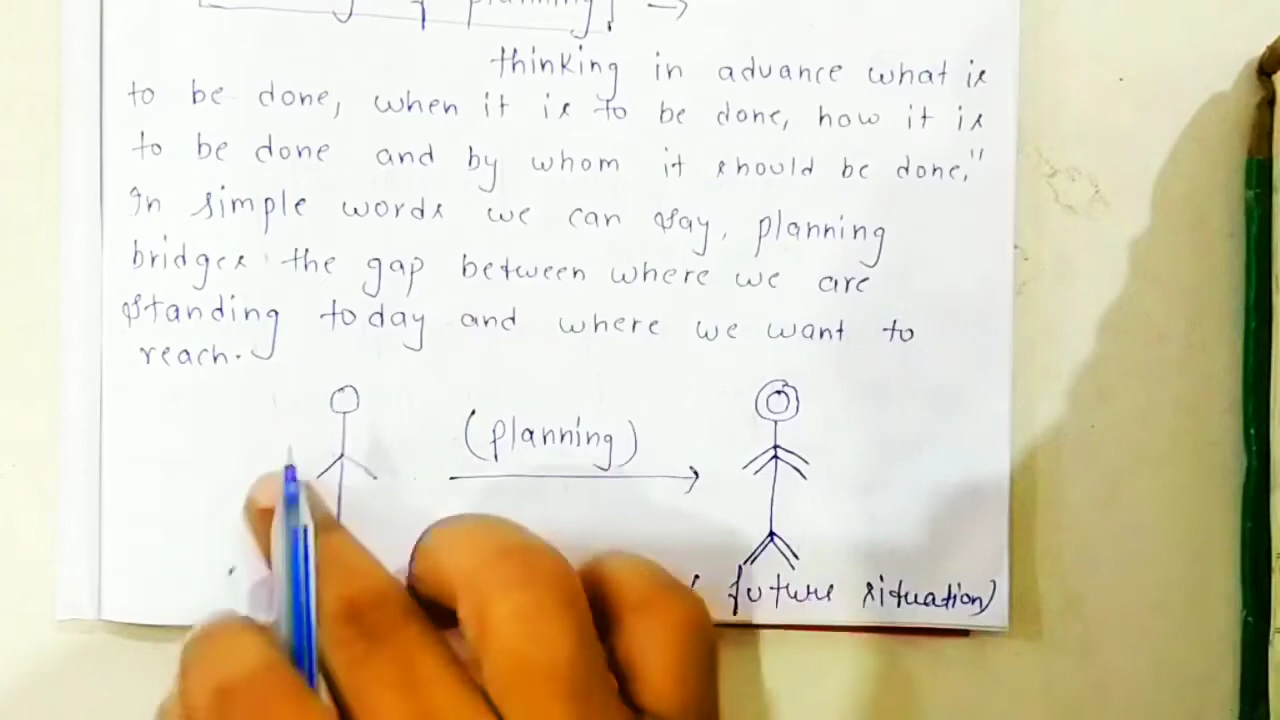 planning →
thinking in advance what is
to be done, when it is to be done, how it is
to be done and by whom it should be done."
In simple words we can say, planning
bridges the gap between where we are
standing today and where we want to
reach.
(planning)
(future situation)